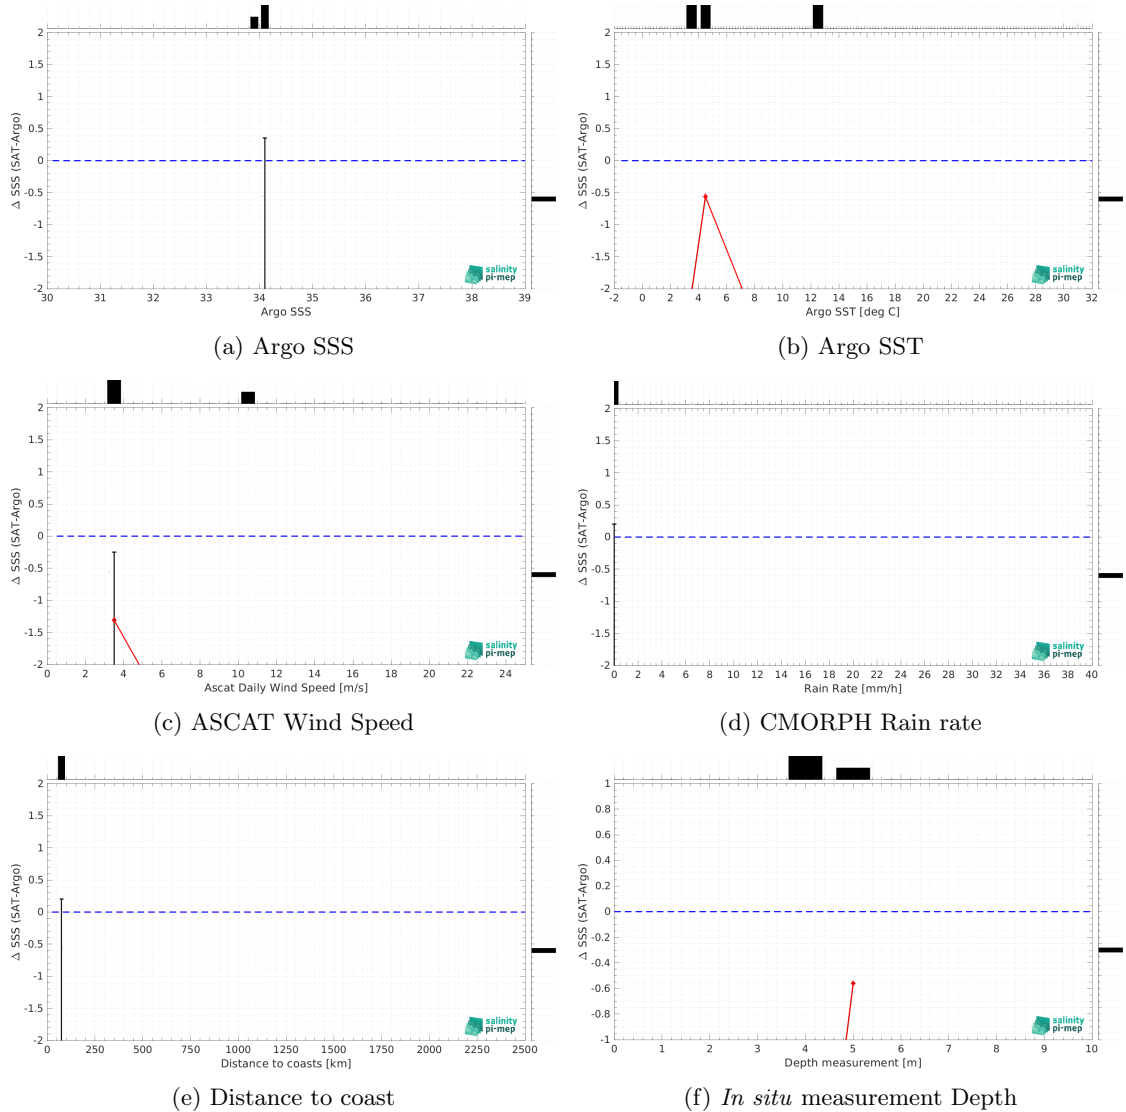 2
1.5
1
0.5
0
-0.5
-1
-1.5
-2
Δ SSS (SAT-Argo)
30 31 32 33 34 35 36 37 38 39
Argo SSS
salinity
pi-mep
(a) Argo SSS
2
1.5
1
0.5
0
-0.5
-1
-1.5
-2
Δ SSS (SAT-Argo)
-2 0 2 4 6 8 10 12 14 16 18 20 22 24 26 28 30 32
Argo SST [deg C]
salinity
pi-mep
(b) Argo SST
2
1.5
1
0.5
0
-0.5
-1
-1.5
-2
Δ SSS (SAT-Argo)
0 2 4 6 8 10 12 14 16 18 20 22 24
Ascat Daily Wind Speed [m/s]
salinity
pi-mep
(c) ASCAT Wind Speed
2
1.5
1
0.5
0
-0.5
-1
-1.5
-2
Δ SSS (SAT-Argo)
0 2 4 6 8 10 12 14 16 18 20 22 24 26 28 30 32 34 36 38 40
Rain Rate [mm/h]
salinity
pi-mep
(d) CMORPH Rain rate
2
1.5
1
0.5
0
-0.5
-1
-1.5
-2
Δ SSS (SAT-Argo)
0 250 500 750 1000 1250 1500 1750 2000 2250 2500
Distance to coasts [km]
salinity
pi-mep
(e) Distance to coast
1
0.8
0.6
0.4
0.2
0
-0.2
-0.4
-0.6
-0.8
-1
Δ SSS (SAT-Argo)
0 1 2 3 4 5 6 7 8 9 10
Depth measurement [m]
salinity
pi-mep
(f) In situ measurement Depth